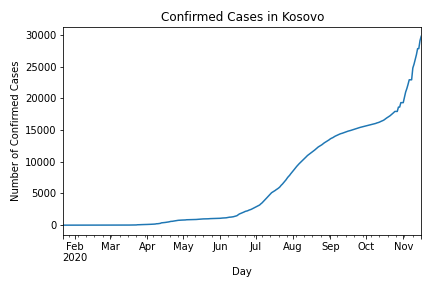 Confirmed Cases in Kosovo
Number of Confirmed Cases
30000
25000
20000
15000
10000
5000
0
Feb Mar Apr May Jun Jul Aug Sep Oct Nov
2020
Day